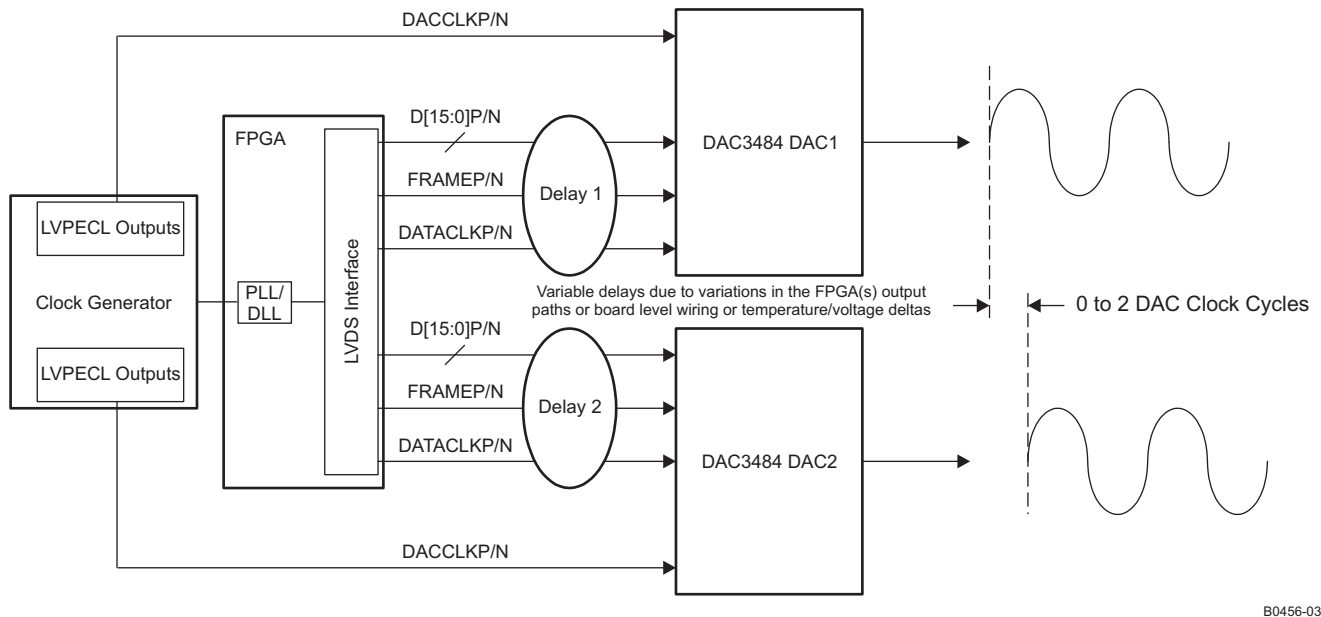 DACCLKP/N
FPGA
D[15:0]P/N
FRAMEP/N
DATACLKP/N
Delay 1
DAC3484 DAC1
LVPECL Outputs
Clock Generator
LVPECL Outputs
PLL/
DLL
LVDS Interface
Variable delays due to variations in the FPGA(s) output
paths or board level wiring or temperature/voltage deltas
0 to 2 DAC Clock Cycles
D[15:0]P/N
FRAMEP/N
DATACLKP/N
Delay 2
DAC3484 DAC2
DACCLKP/N
B0456-03